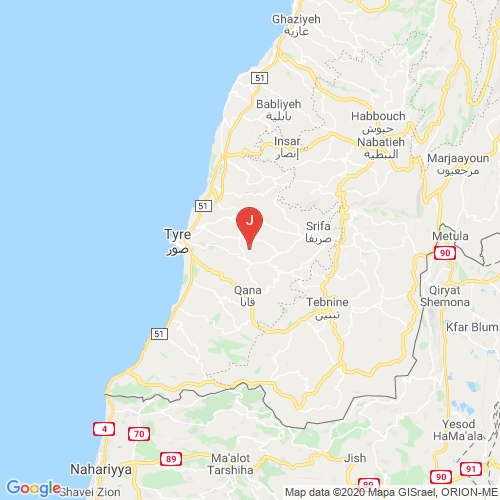 Ghaziyeh
غازية
51
Babliyeh
بابلية
Habbouch
حبوش
Insar
إنصار
Nabatieh
النبطية
Marjaayoun
مرجعيون
51
J
Srifa
صريفا
Tyre
صور
Metula
90
Qana
قانا
Tebnine
تبنين
Qiryat
Shemona
Kfar Blum
51
4
70
Yesod
HaMa'ala
89
89
Ma'alot
Tarshiha
Jish
Nahariyya
90
91
Google
Shavei Zion
Map data ©2020 Mapa GISrael, ORION-ME